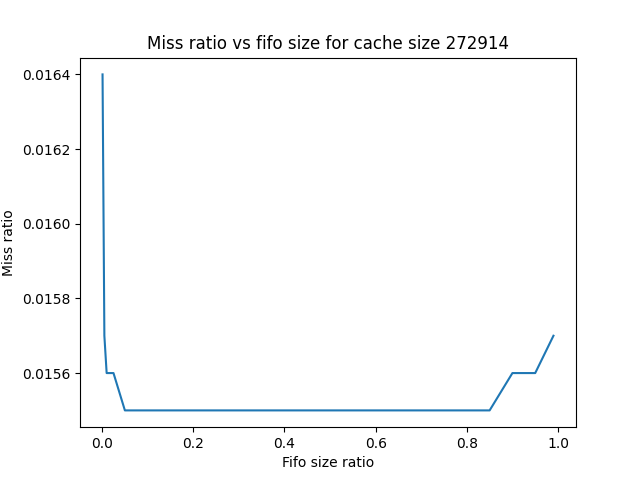 Miss ratio vs fifo size for cache size 272914
0.0164
0.0162
0.0160
0.0158
0.0156
Miss ratio
0.0 0.2 0.4 0.6 0.8 1.0
Fifo size ratio